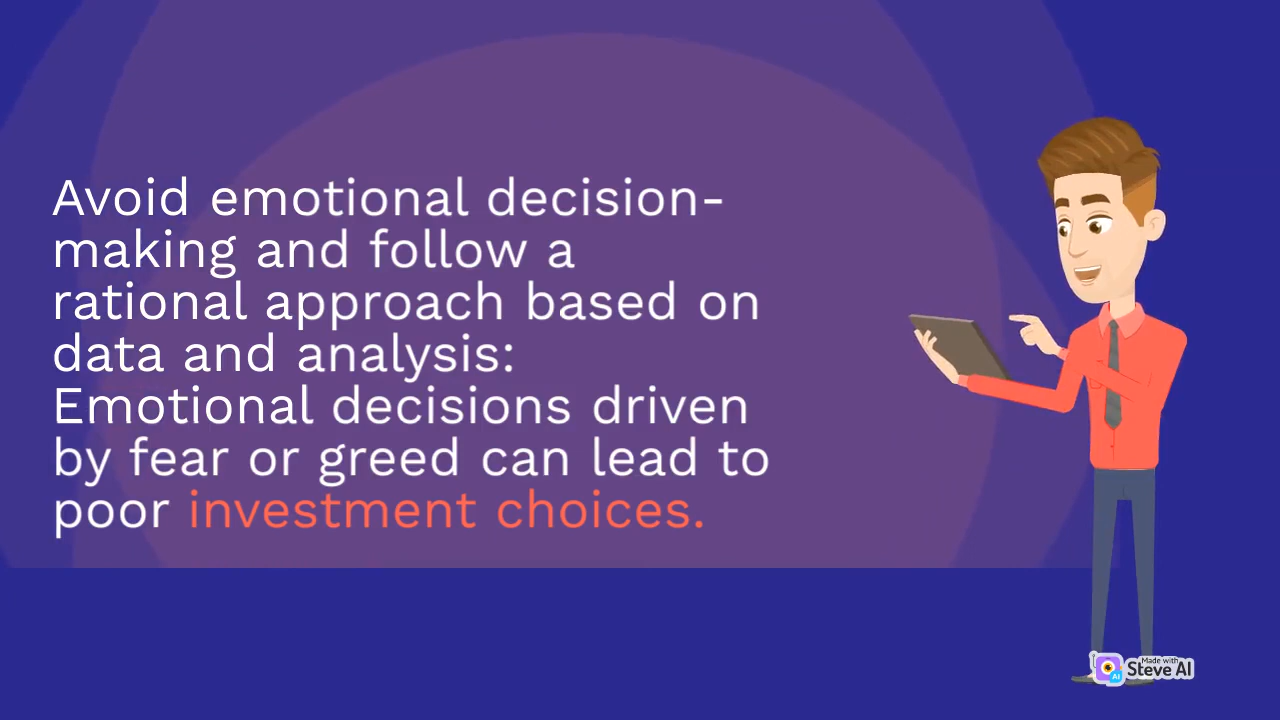 Avoid emotional decision-
making and follow a
rational approach based on
data and analysis:
Emotional decisions driven
by fear or greed can lead to
poor investment choices.
Made with
Steve AI
AI